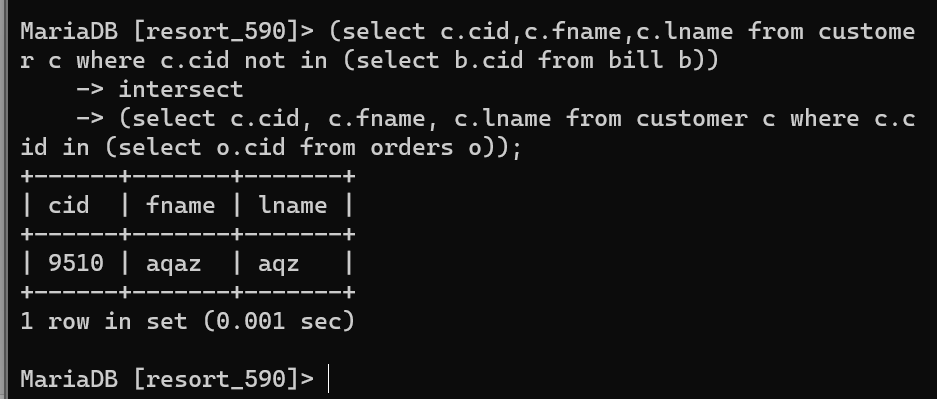 MariaDB [resort_590]> (select c.cid,c.fname,c.lname from custome
r c where c.cid not in (select b.cid from bill b))
    -> intersect
    -> (select c.cid, c.fname, c.lname from customer c where c.c
id in (select o.cid from orders o));
+------+-------+-------+
| cid  | fname | lname |
+------+-------+-------+
| 9510 | aqaz  | aqz   |
+------+-------+-------+
1 row in set (0.001 sec)

MariaDB [resort_590]>